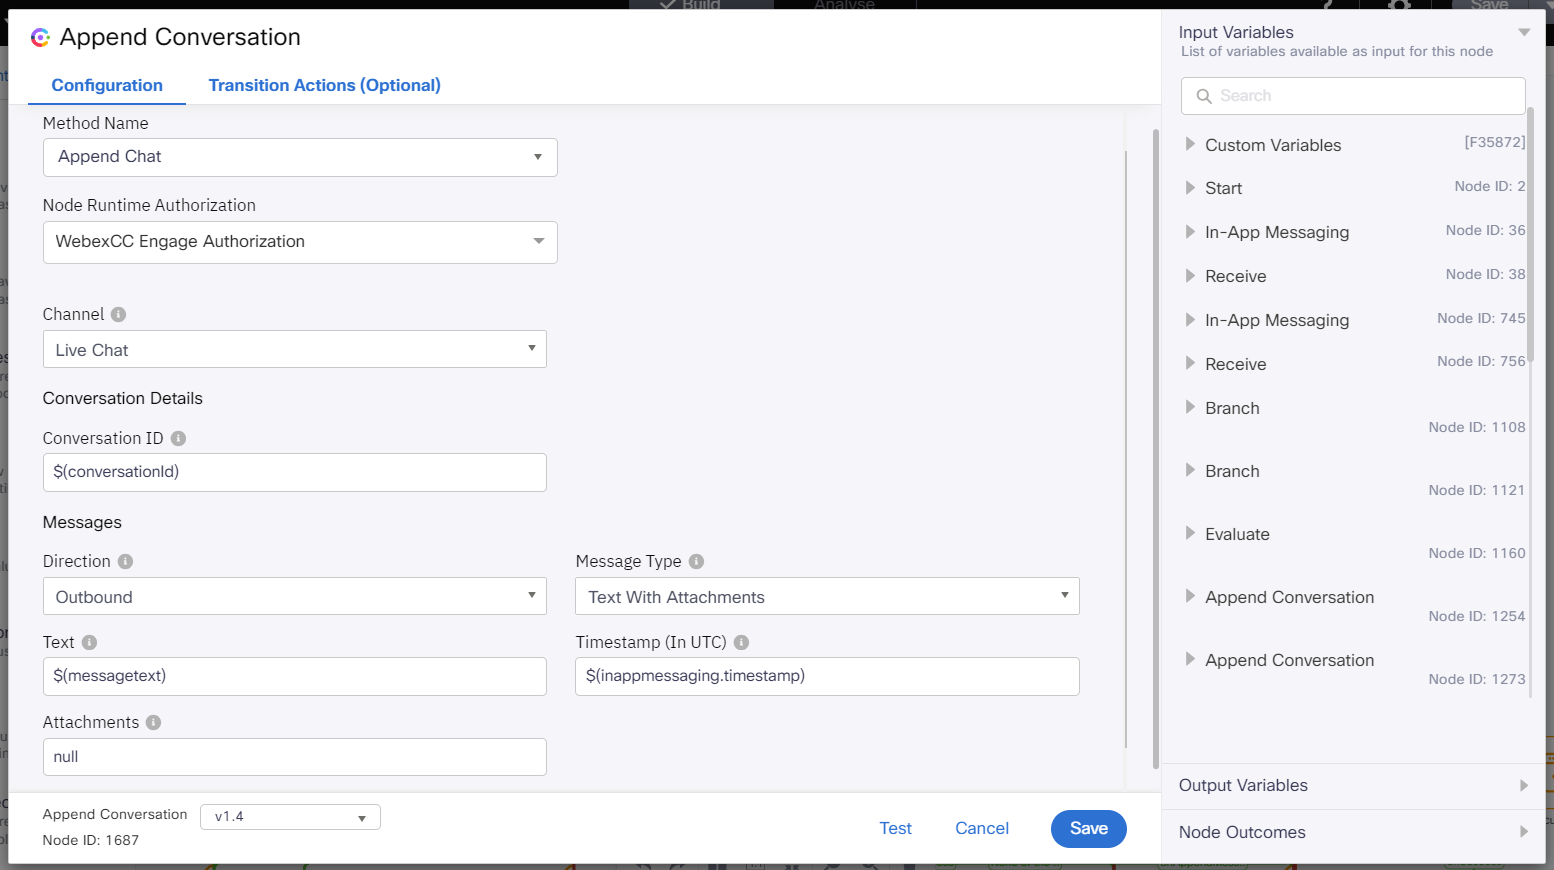 Build
Analyse
Save
Append Conversation
Configuration
Transition Actions (Optional)
Method Name
Append Chat
Node Runtime Authorization
WebexCC Engage Authorization
Channel
Live Chat
Conversation Details
Conversation ID
$(conversationId)
Messages
Direction
Message Type
Outbound
Text With Attachments
Text
Timestamp (In UTC)
$(messagetext)
$(inappmessaging.timestamp)
Attachments
null
Append Conversation
v1.4
Node ID: 1687
Test
Cancel
Save
Input Variables
List of variables available as input for this node
Search
Custom Variables
[F35872]
Start
Node ID: 2
In-App Messaging
Node ID: 36
Receive
Node ID: 38
In-App Messaging
Node ID: 745
Receive
Node ID: 756
Branch
Node ID: 1108
Branch
Node ID: 1121
Evaluate
Node ID: 1160
Append Conversation
Node ID: 1254
Append Conversation
Node ID: 1273
Output Variables
Node Outcomes